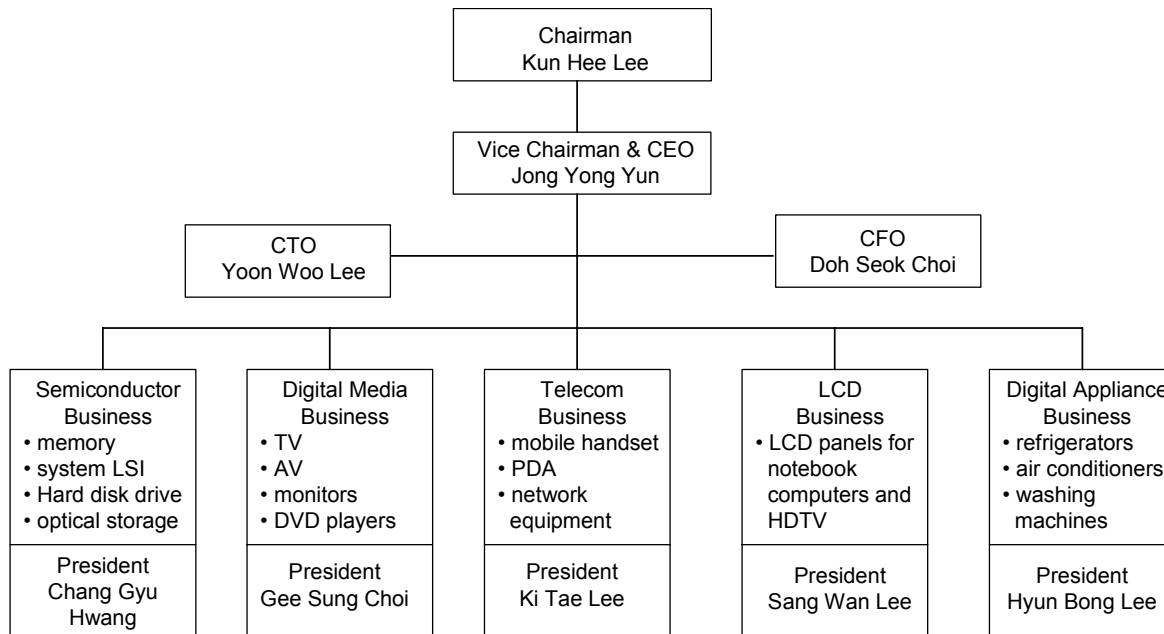 Chairman
Kun Hee Lee
Vice Chairman & CEO
Jong Yong Yun
CTO
Yoon Woo Lee
CFO
Doh Seok Choi
Semiconductor
Business
• memory
• system LSI
• Hard disk drive
• optical storage
President
Chang Gyu
Hwang
Digital Media
Business
• TV
• AV
• monitors
• DVD players
President
Gee Sung Choi
Telecom
Business
• mobile handset
• PDA
• network
equipment
President
Ki Tae Lee
LCD
Business
• LCD panels for
notebook
computers and
HDTV
President
Sang Wan Lee
Digital Appliance
Business
• refrigerators
• air conditioners
• washing
machines
President
Hyun Bong Lee